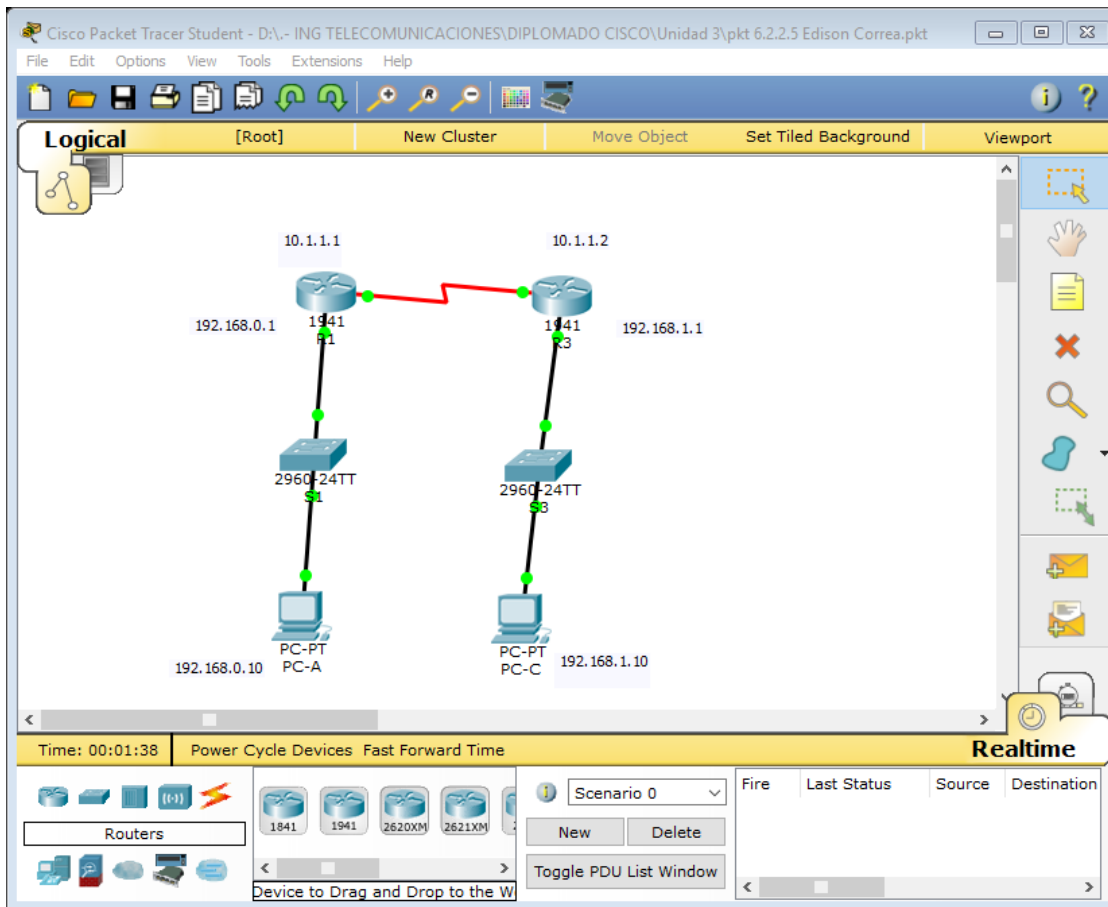 Cisco Packet Tracer Student - D:\.- ING TELECOMUNICACIONES\DIPLOMADO CISCO\Unidad 3\pkt 6.2.2.5 Edison Correa.pkt
File Edit Options View Tools Extensions Help
Logical [Root] New Cluster Move Object Set Tiled Background Viewport
10.1.1.1 10.1.1.2
192.168.0.1 1941 1941 192.168.1.1
R1 R3
2960-24TT 2960-24TT
S1 S3
PC-PT PC-PT
192.168.0.10 PC-A PC-C 192.168.1.10
Time: 00:01:38 Power Cycle Devices Fast Forward Time Realtime
Routers
1841 1941 2620XM 2621XM
Device to Drag and Drop to the W
Scenario 0
New Delete
Toggle PDU List Window
Fire Last Status Source Destination